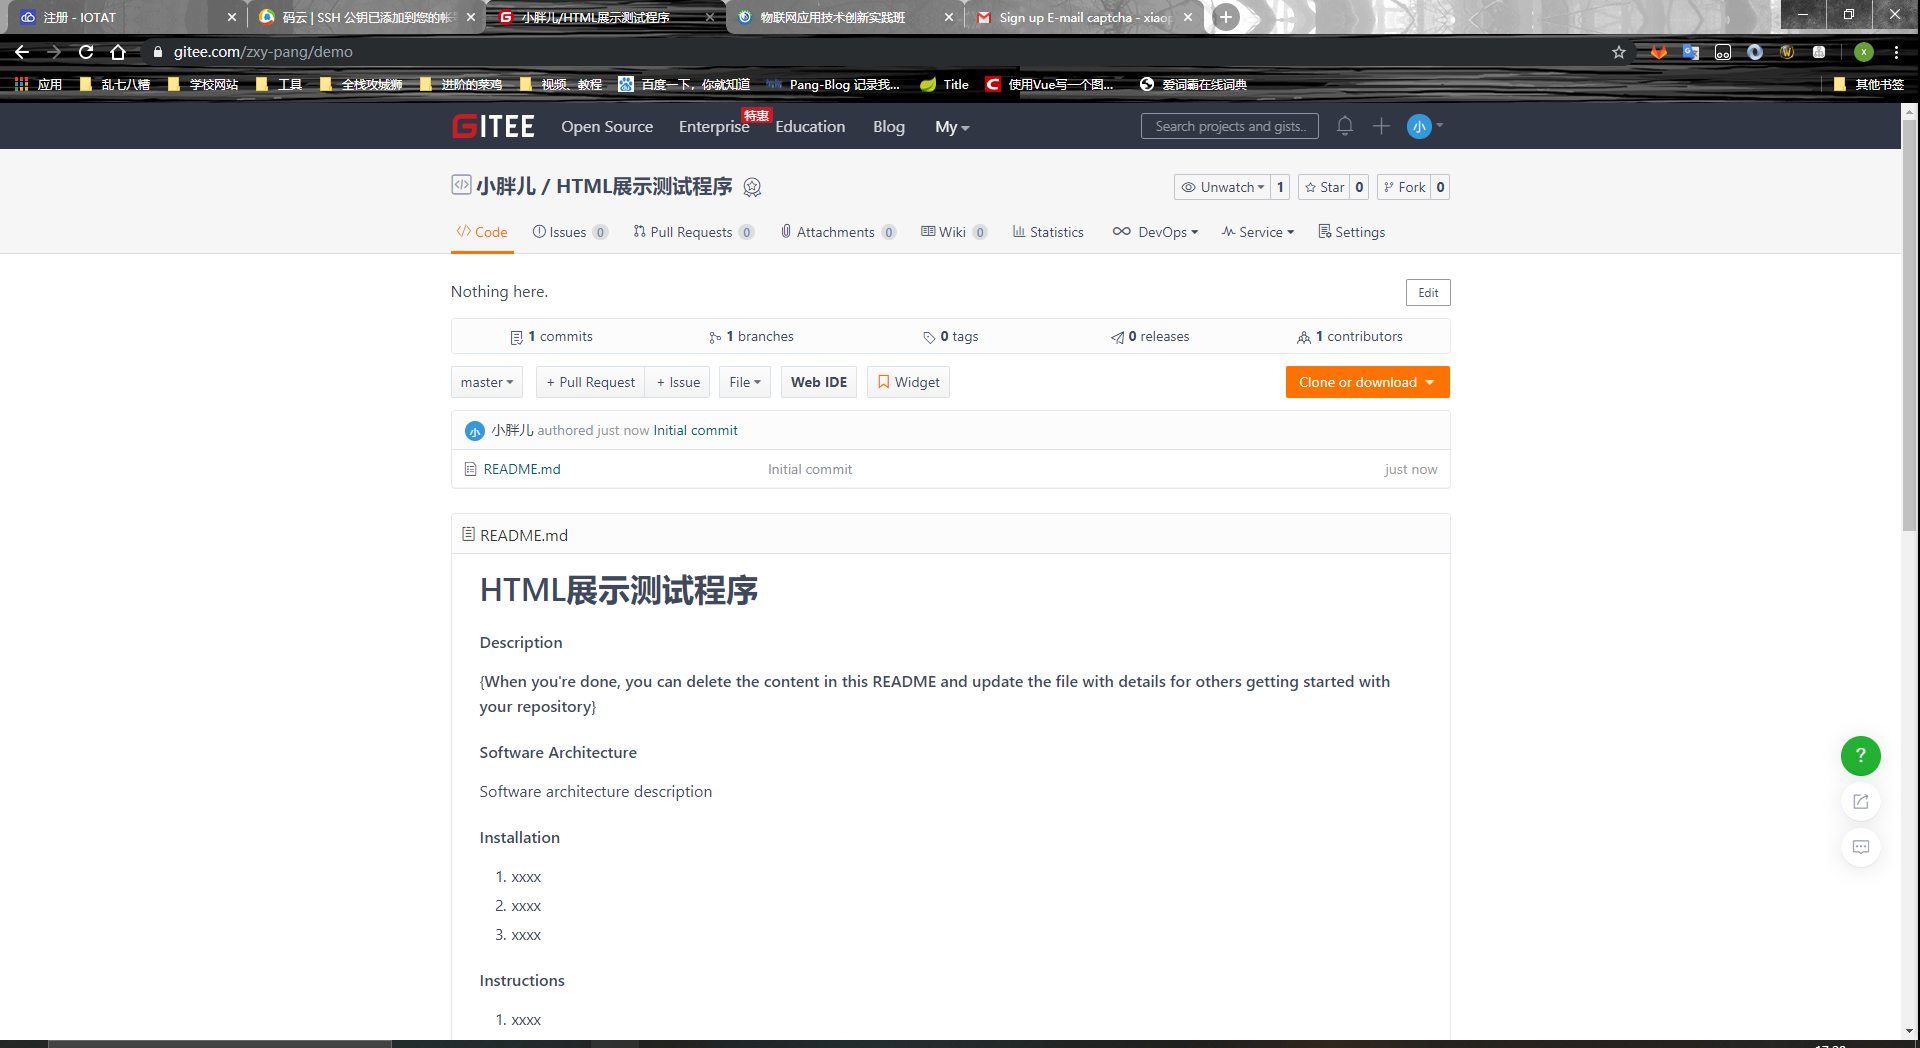 注册 - IOTAT
码云 | SSH 公钥已添加到您的帐
小胖儿/HTML展示测试程序
物联网应用技术创新实践班
Sign up E-mail captcha - xiaop
gitee.com/zxy-pang/demo
应用
乱七八糟
学校网站
工具
全栈攻城狮
进阶的菜鸡
视频、教程
百度一下，你就知道
Pang-Blog 记录我...
Title
使用Vue写一个图...
爱词霸在线词典
其他书签
GITEE
Open Source
Enterprise
特惠
Education
Blog
My
Search projects and gists..
小
小胖儿 / HTML展示测试程序
Unwatch 1
Star 0
Fork 0
Code
Issues 0
Pull Requests 0
Attachments 0
Wiki 0
Statistics
DevOps
Service
Settings
Nothing here.
Edit
1 commits
1 branches
0 tags
0 releases
1 contributors
master
+ Pull Request
+ Issue
File
Web IDE
Widget
Clone or download
小 小胖儿 authored just now Initial commit
README.md
Initial commit
just now
README.md
HTML展示测试程序
Description
{When you're done, you can delete the content in this README and update the file with details for others getting started with
your repository}
Software Architecture
Software architecture description
Installation
1. xxxx
2. xxxx
3. xxxx
Instructions
1. xxxx